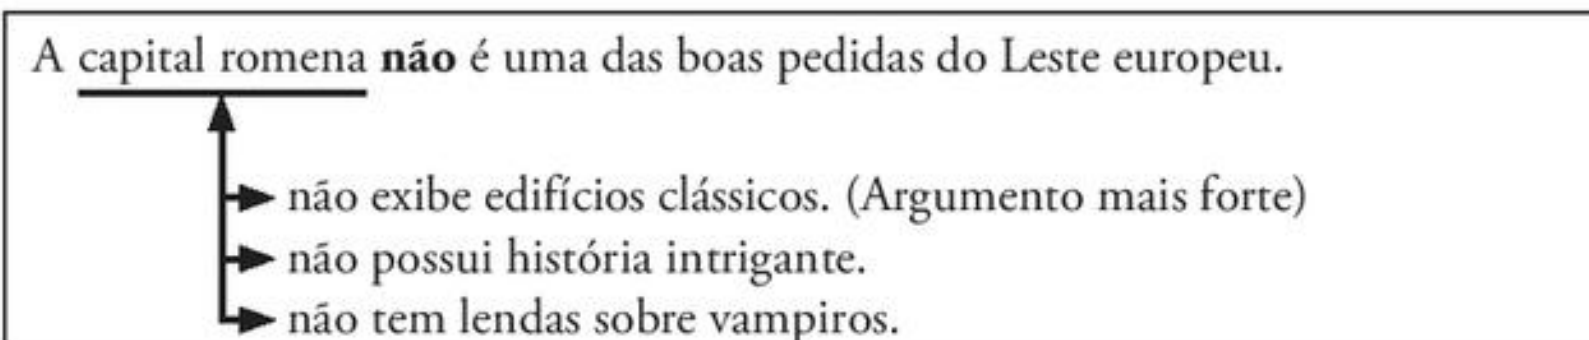 A capital romena não é uma das boas pedidas do Leste europeu.
não exibe edifícios clássicos. (Argumento mais forte)
não possui história intrigante.
não tem lendas sobre vampiros.